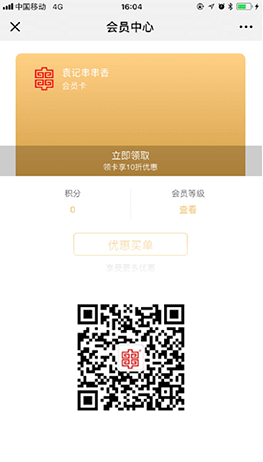 中国移动 4G 16:04
会员中心
袁记串串香
会员卡
立即领取
领卡享10折优惠
积分 会员等级
0 查看
优惠买单
享受更多优惠